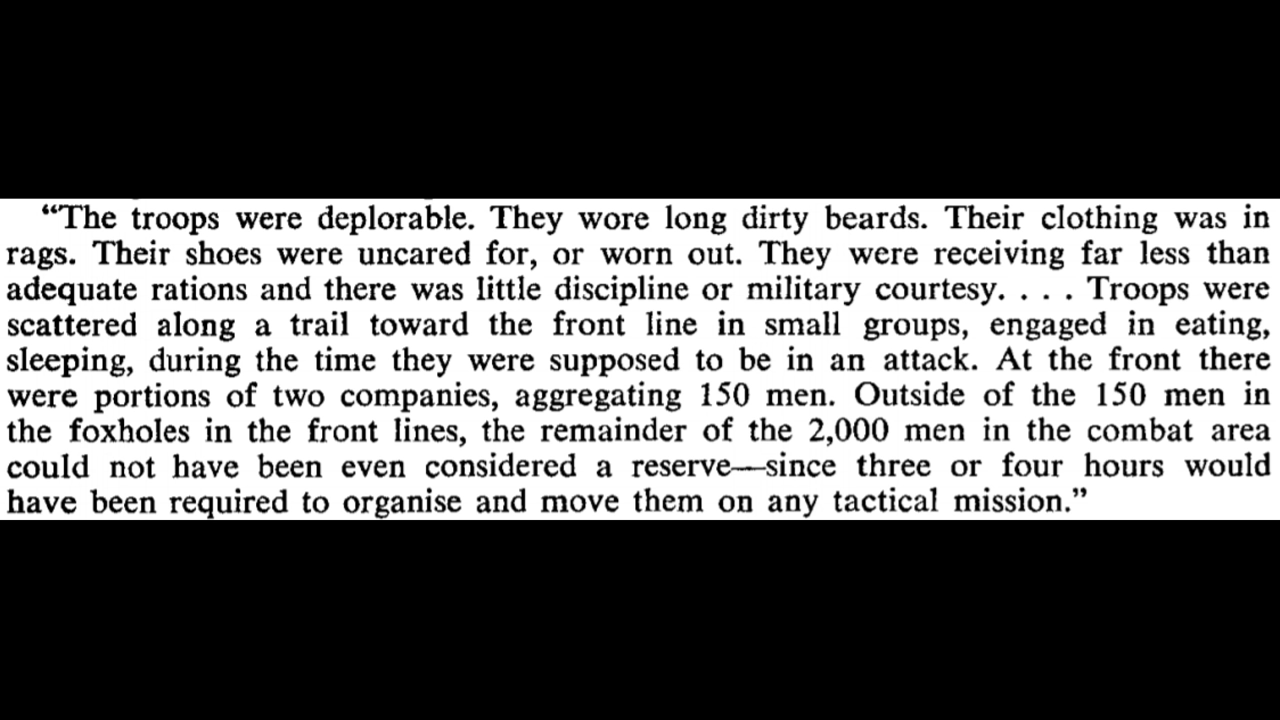 “The troops were deplorable. They wore long dirty beards. Their clothing was in
rags. Their shoes were uncared for, or worn out. They were receiving far less than
adequate rations and there was little discipline or military courtesy. . . . Troops were
scattered along a trail toward the front line in small groups, engaged in eating,
sleeping, during the time they were supposed to be in an attack. At the front there
were portions of two companies, aggregating 150 men. Outside of the 150 men in
the foxholes in the front lines, the remainder of the 2,000 men in the combat area
could not have been even considered a reserve—since three or four hours would
have been required to organise and move them on any tactical mission.”